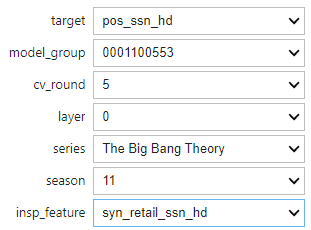 target pos_ssn_hd
model_group 0001100553
cv_round 5
layer 0
series The Big Bang Theory
season 11
insp_feature syn_retail_ssn_hd